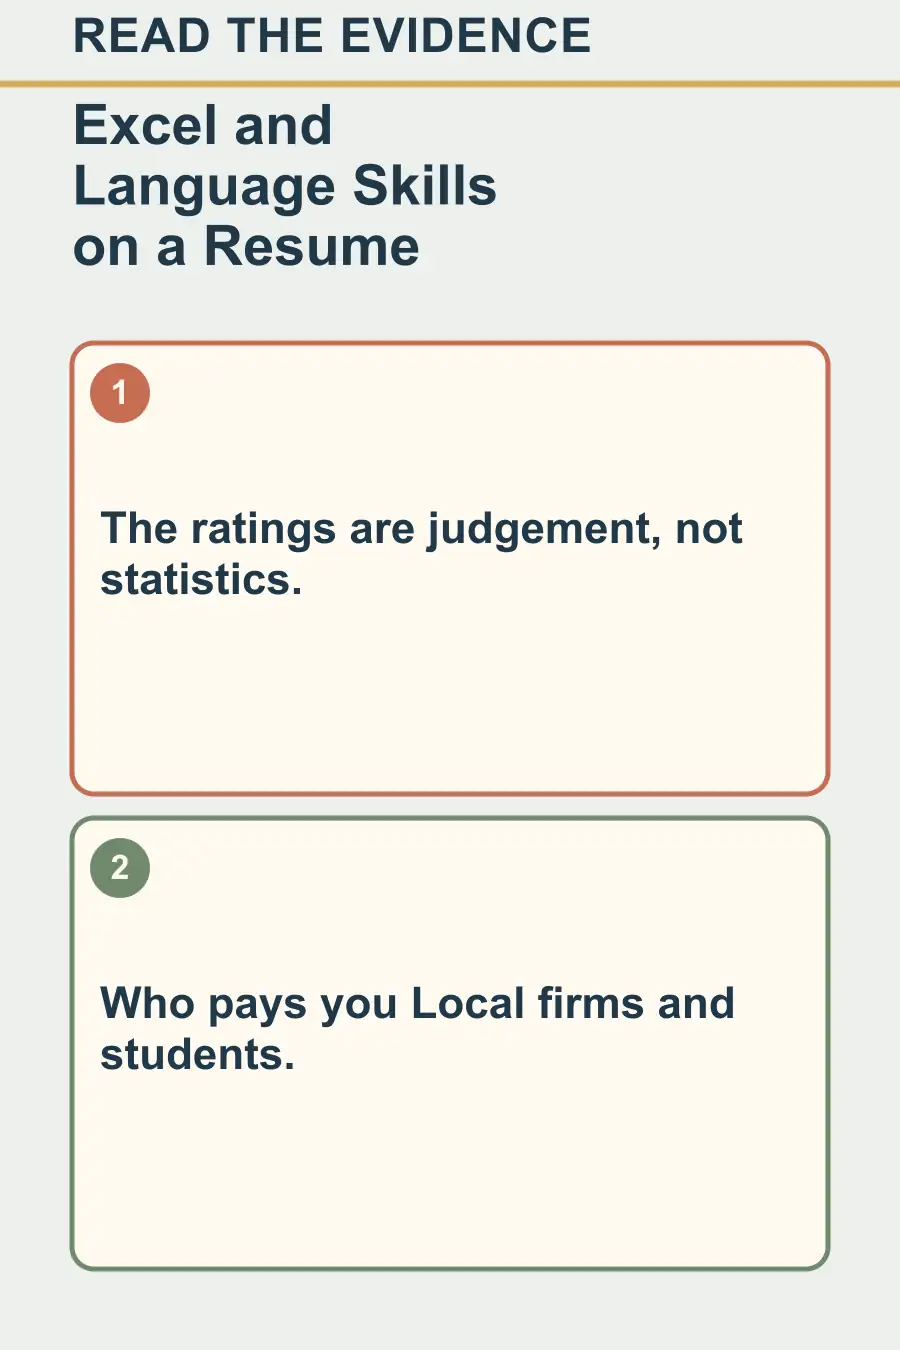 READ THE EVIDENCE
Excel and
Language Skills
on a Resume
1
The ratings are judgement, not
statistics.
2
Who pays you Local firms and
students.